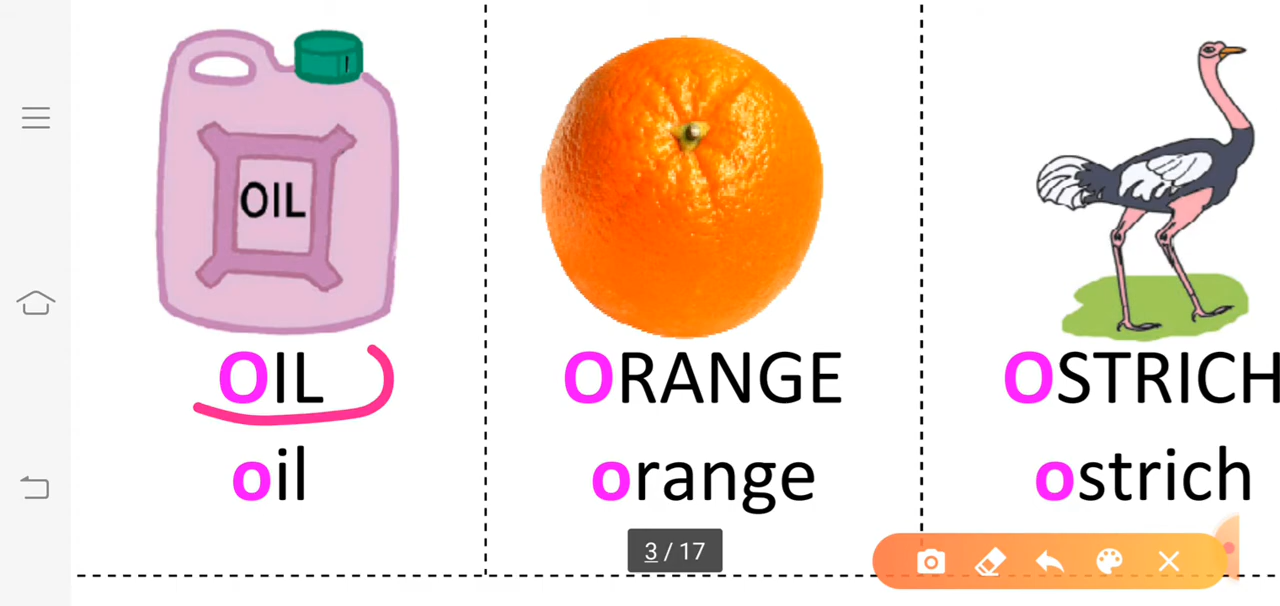 OIL
OIL
oil
ORANGE
orange
OSTRICH
ostrich
3 / 17